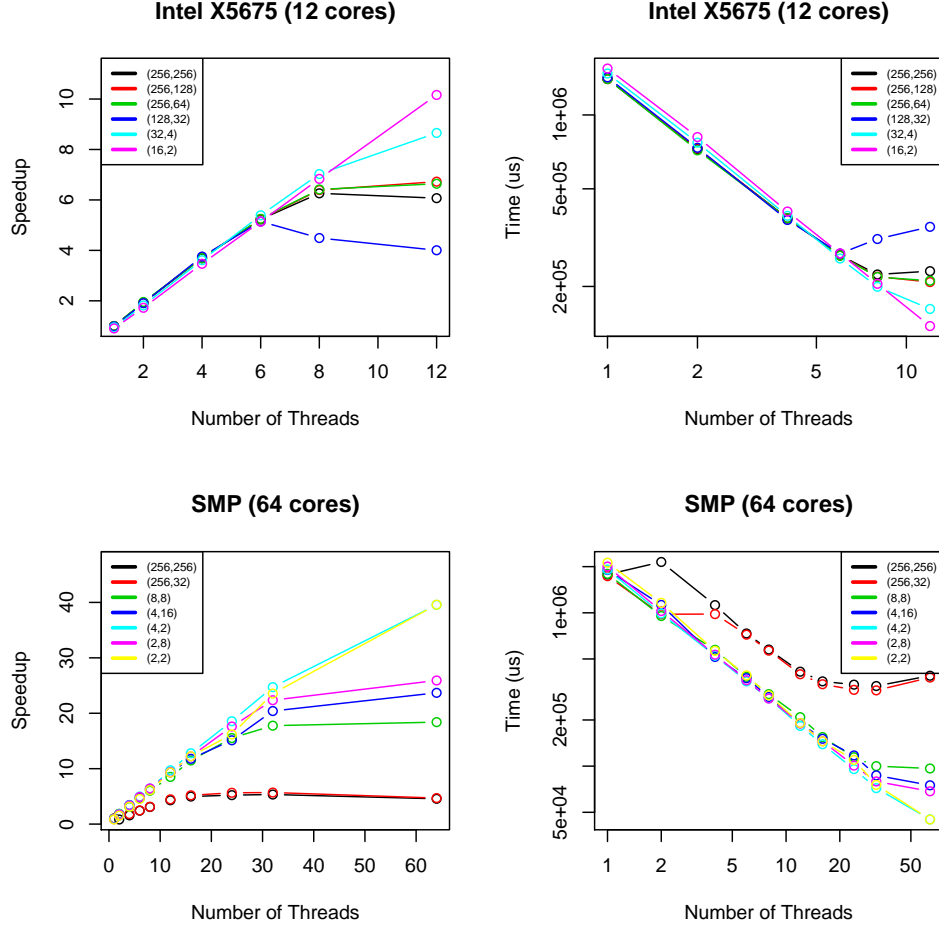 Intel X5675 (12 cores)
Speedup
10
8
6
4
2
(256,256)
(256,128)
(256,64)
(128,32)
(32,4)
(16,2)
2 4 6 8 10 12
Number of Threads
Intel X5675 (12 cores)
Time (us)
1e+06
5e+05
2e+05
(256,256)
(256,128)
(256,64)
(128,32)
(32,4)
(16,2)
1 2 5 10
Number of Threads
SMP (64 cores)
Speedup
40
30
20
10
0
(256,256)
(256,32)
(8,8)
(4,16)
(4,2)
(2,8)
(2,2)
0 10 20 30 40 50 60
Number of Threads
SMP (64 cores)
Time (us)
1e+06
2e+05
5e+04
(256,256)
(256,32)
(8,8)
(4,16)
(4,2)
(2,8)
(2,2)
1 2 5 10 20 50
Number of Threads